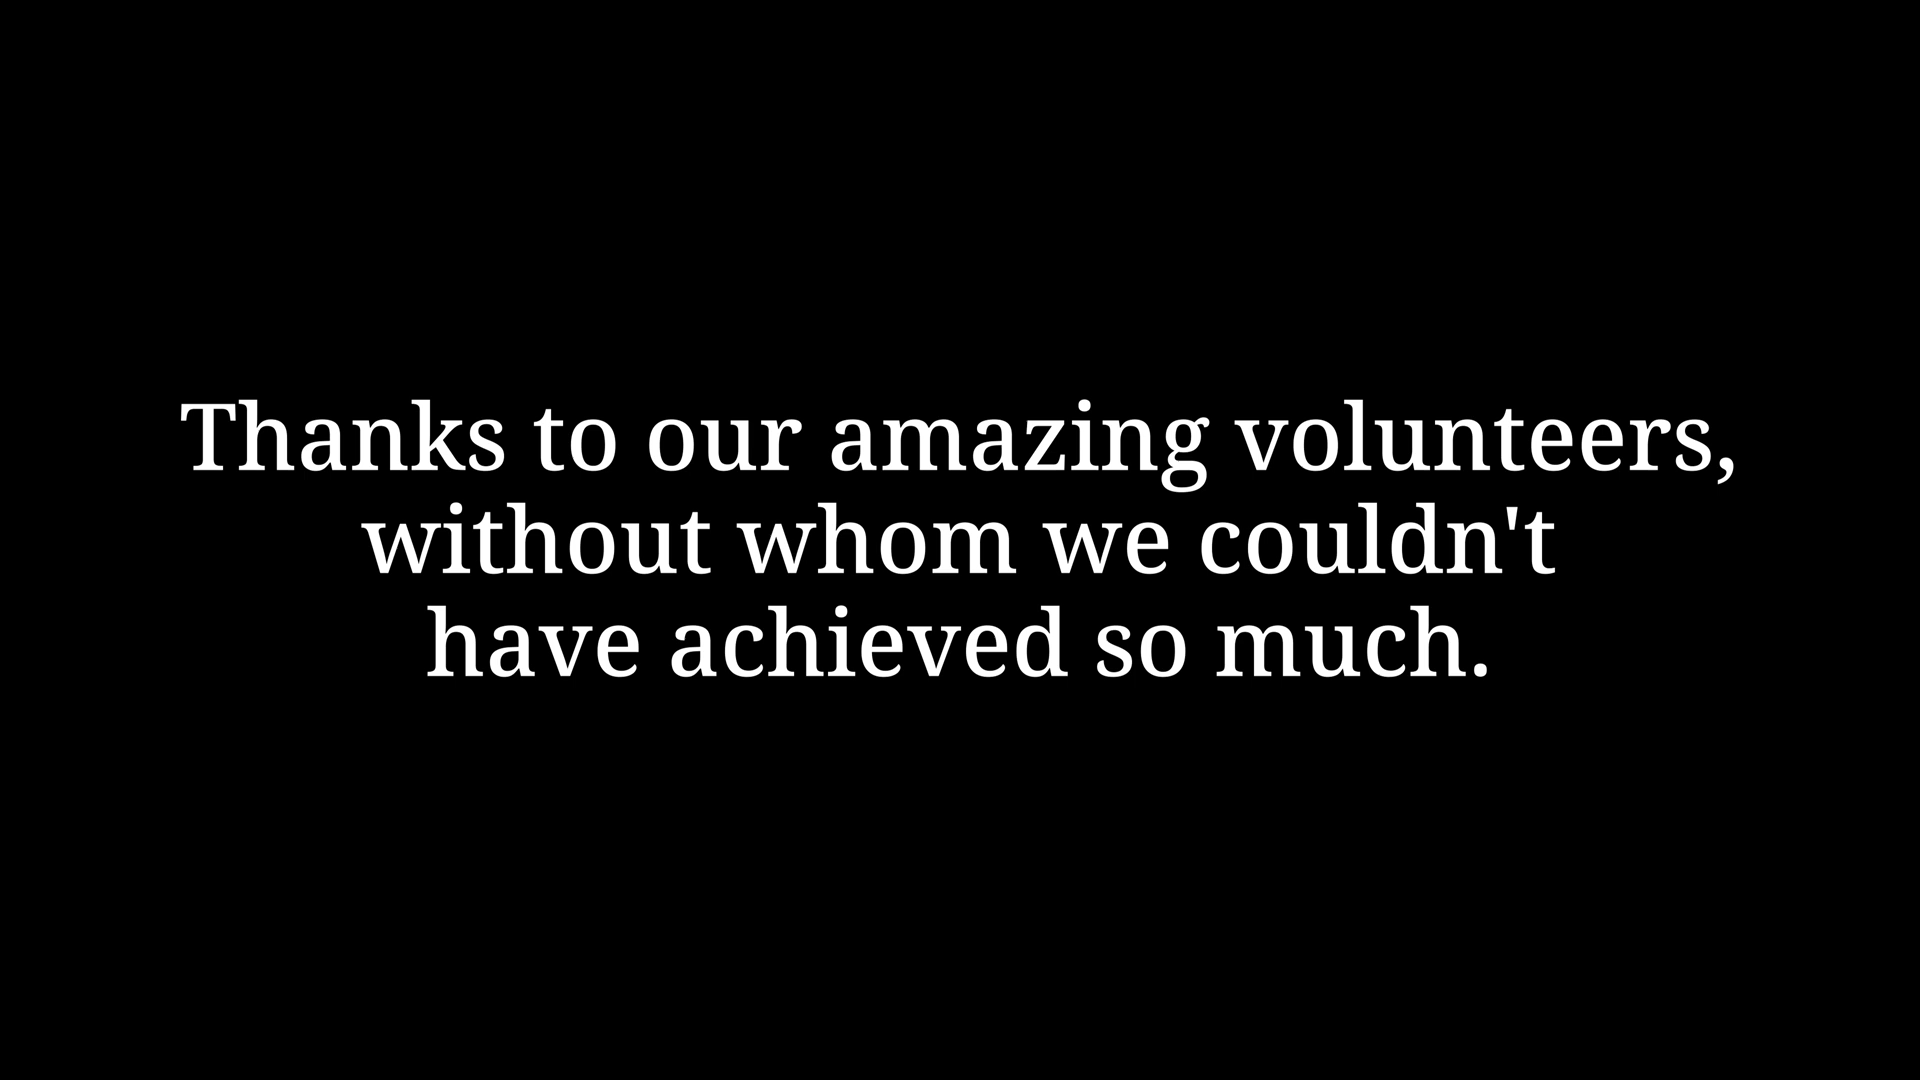 Thanks to our amazing volunteers,
without whom we couldn't
have achieved so much.